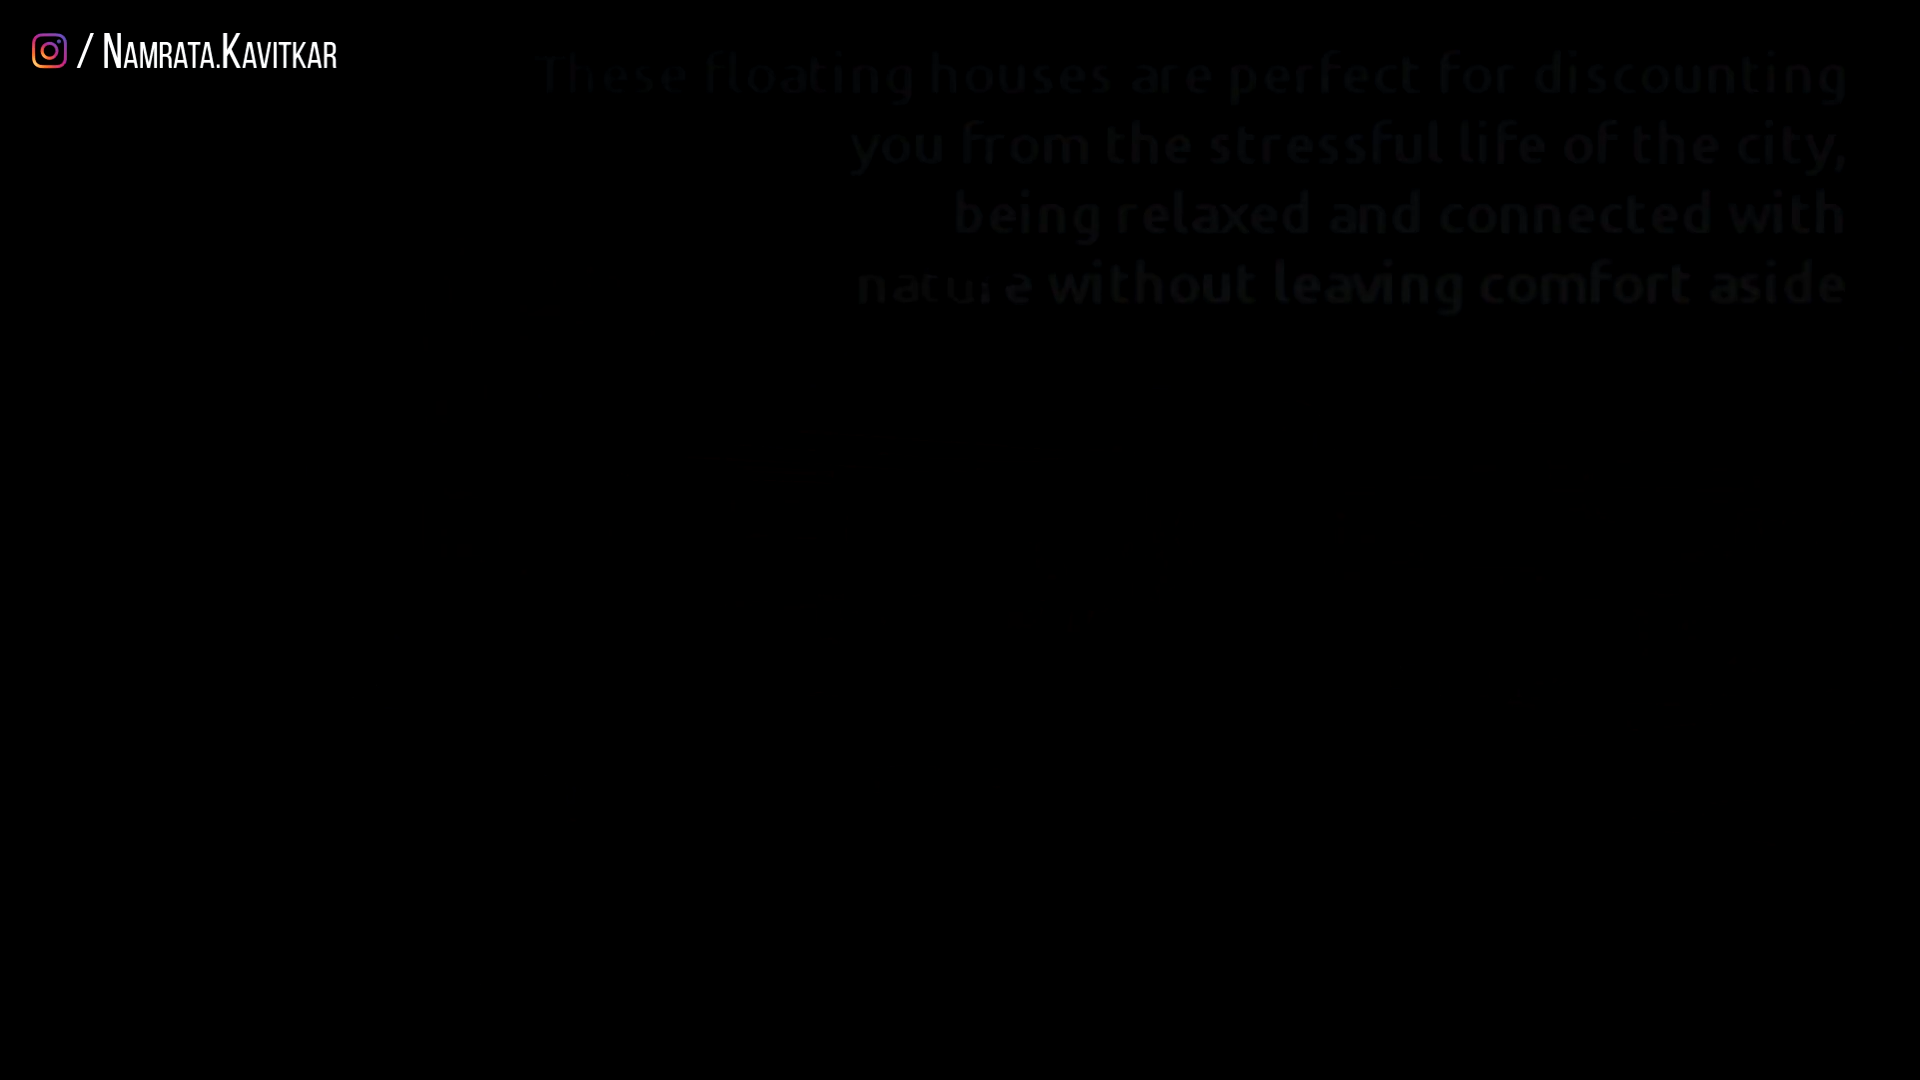 / Namrata.Kavitkar
These floating houses are perfect for discounting
you from the stressful life of the city,
being relaxed and connected with
nature without leaving comfort aside